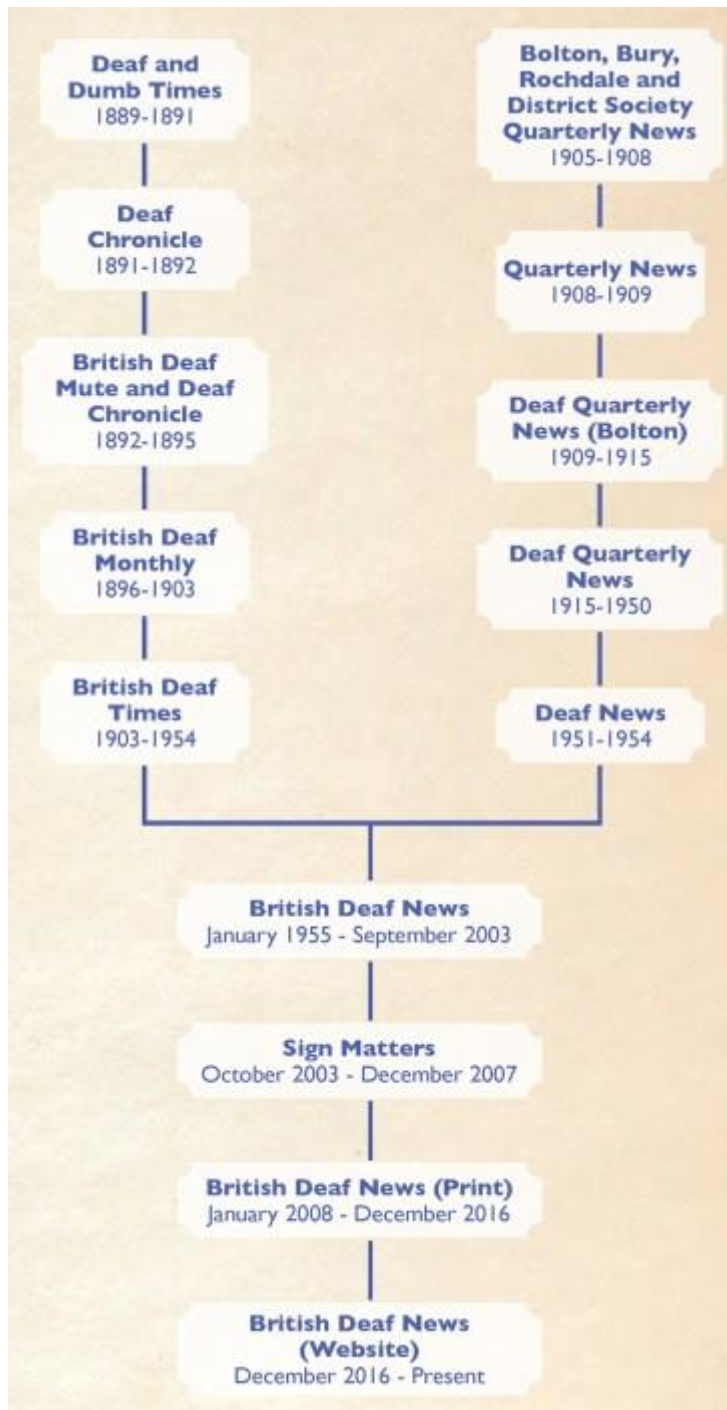 Deaf and
Dumb Times
1889-1891
Deaf
Chronicle
1891-1892
British Deaf
Mute and Deaf
Chronicle
1892-1895
British Deaf
Monthly
1896-1903
British Deaf
Times
1903-1954
Bolton, Bury,
Rochdale and
District Society
Quarterly News
1905-1908
Quarterly News
1908-1909
Deaf Quarterly
News (Bolton)
1909-1915
Deaf Quarterly
News
1915-1950
Deaf News
1951-1954
British Deaf News
January 1955 - September 2003
Sign Matters
October 2003 - December 2007
British Deaf News (Print)
January 2008 - December 2016
British Deaf News
(Website)
December 2016 - Present